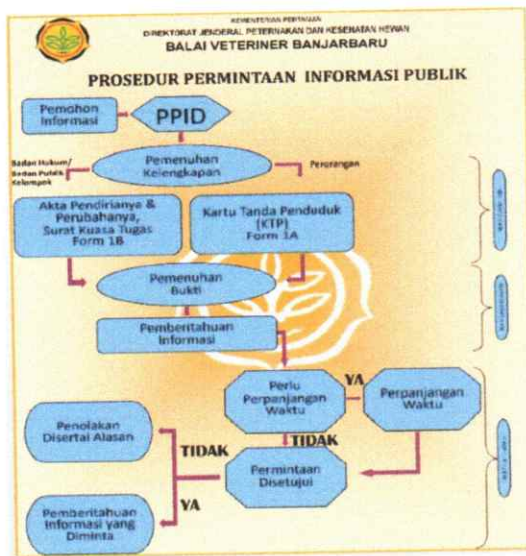 KEMENTERIAN PERTANIAN
DIREKTORAT JENDERAL PETERNAKAN DAN KESEHATAN HEWAN
BALAI VETERINER BANJARBARU
PROSEDUR PERMINTAAN INFORMASI PUBLIK
Pemohon
Informasi
PPID
Badan Hukum/
Badan Publik
Kelompok
Pemenuhan
Kelengkapan
Perorangan
Akta Pendirianya &
Perubahanya,
Surat Kuasa Tugas
Form 1B
Kartu Tanda Penduduk
(KTP)
Form 1A
Pemenuhan
Bukti
Pemberitahuan
Informasi
Perlu
Perpanjangan
Waktu
YA
Perpanjangan
Waktu
TIDAK
Penolakan
Disertai Alasan
TIDAK
Permintaan
Disetujui
YA
Pemberitahuan
Informasi yang
Diminta